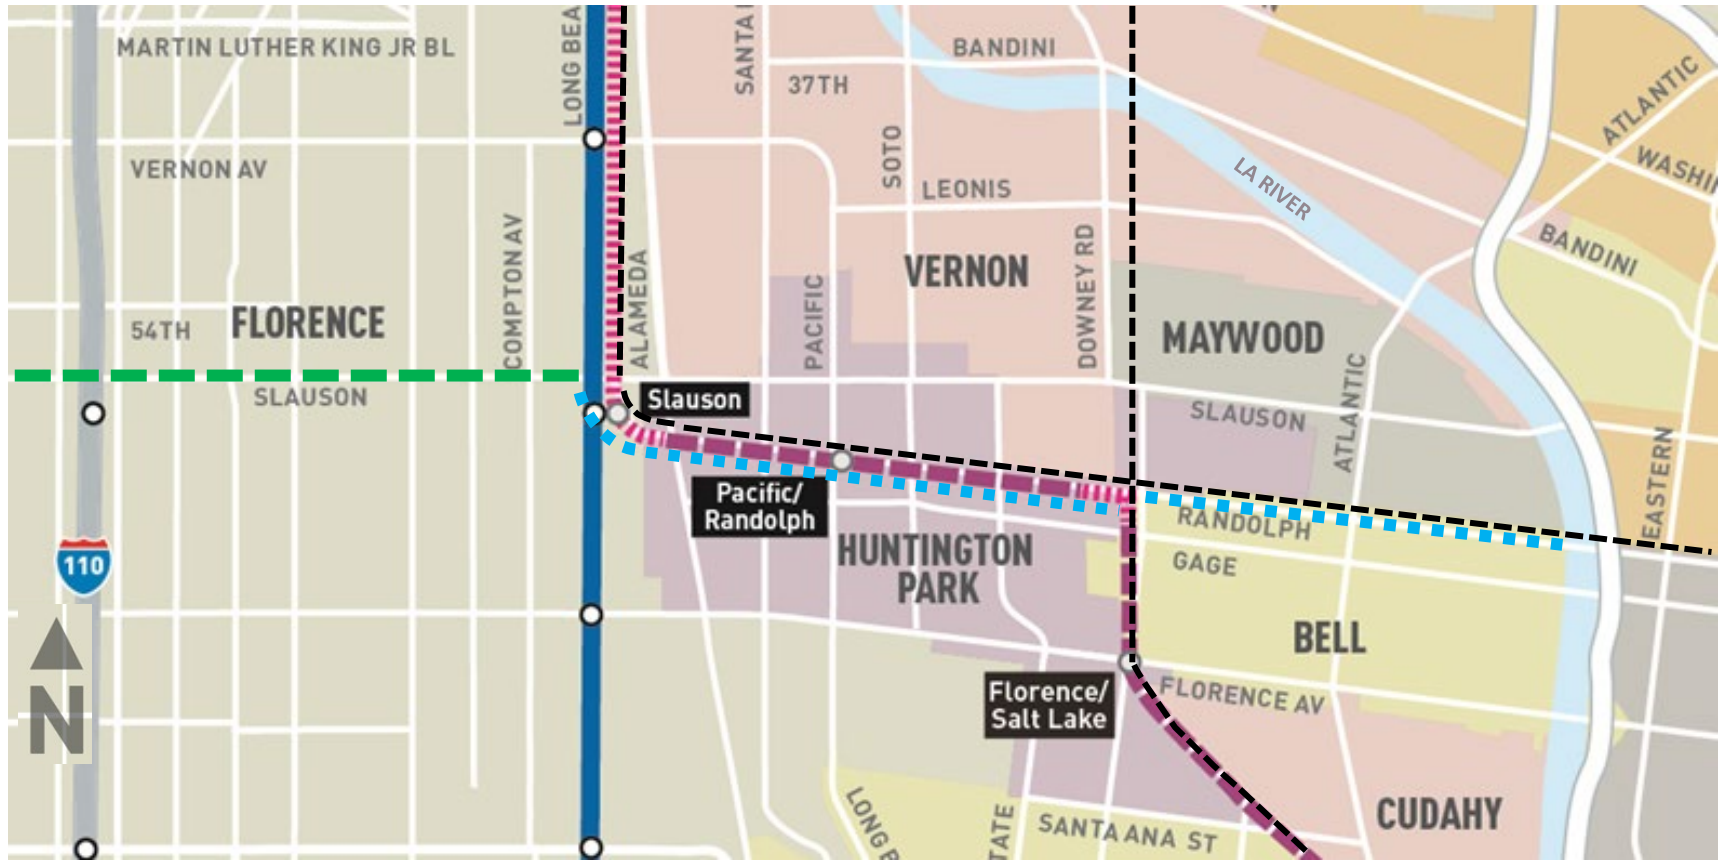 MARTIN LUTHER KING JR BL
LONG BEA
SANTA
BANDINI
37TH
ATLANTIC
VERNON AV
SOTO
LEONIS
LA RIVER
WASHI
BANDINI
COMPTON AV
ALAMEDA
PACIFIC
VERNON
DOWNEY RD
54TH
FLORENCE
MAYWOOD
SLAUSON
Slauson
SLAUSON
ATLANTIC
EASTERN
Pacific/
Randolph
RANDOLPH
HUNTINGTON
PARK
GAGE
110
BELL
N
Florence/
Salt Lake
FLORENCE AV
LONG B
TATE
SANTA ANA ST
CUDAHY